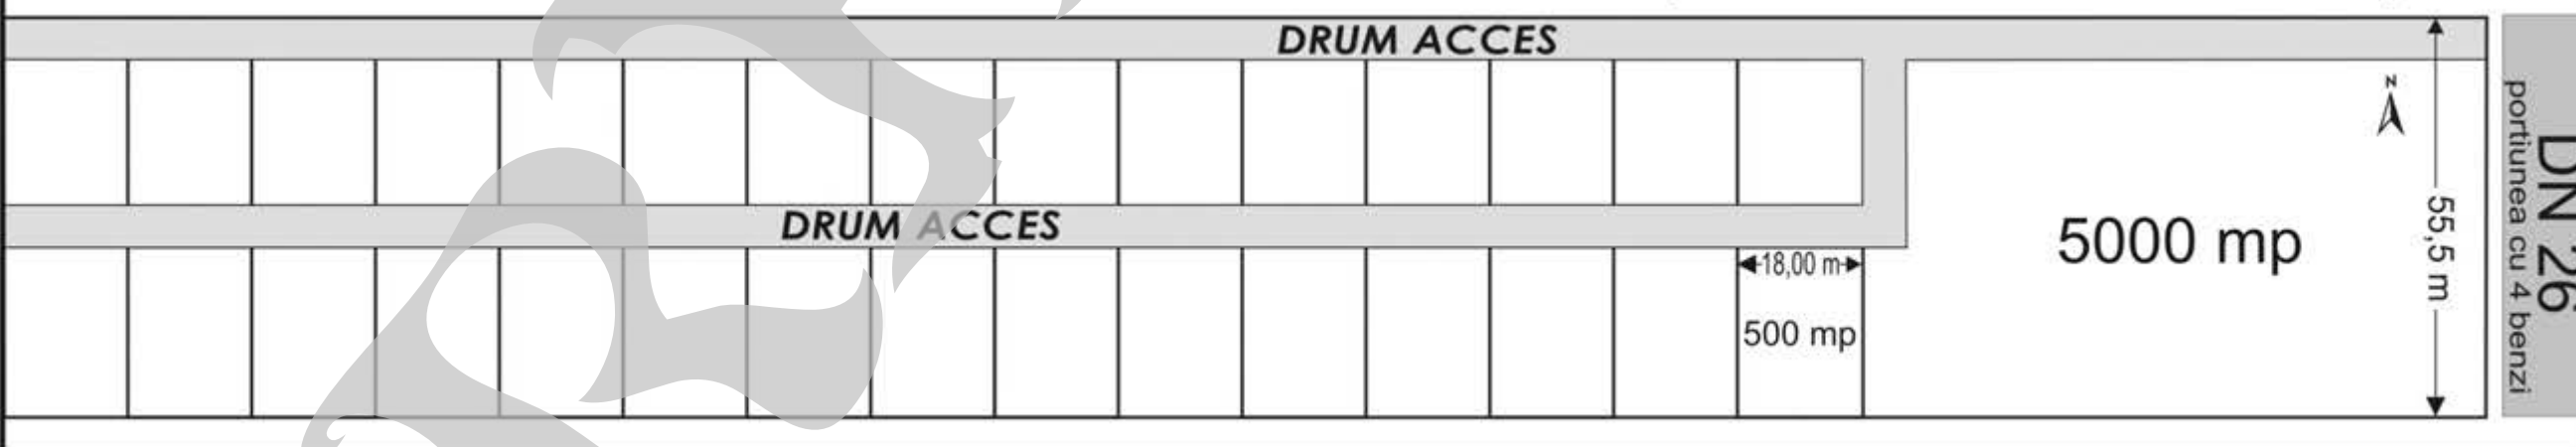 DRUM ACCES
N
DRUM ACCES
18,00 m
500 mp
5000 mp
55,5 m
DN 26
portiunea cu 4 benzi